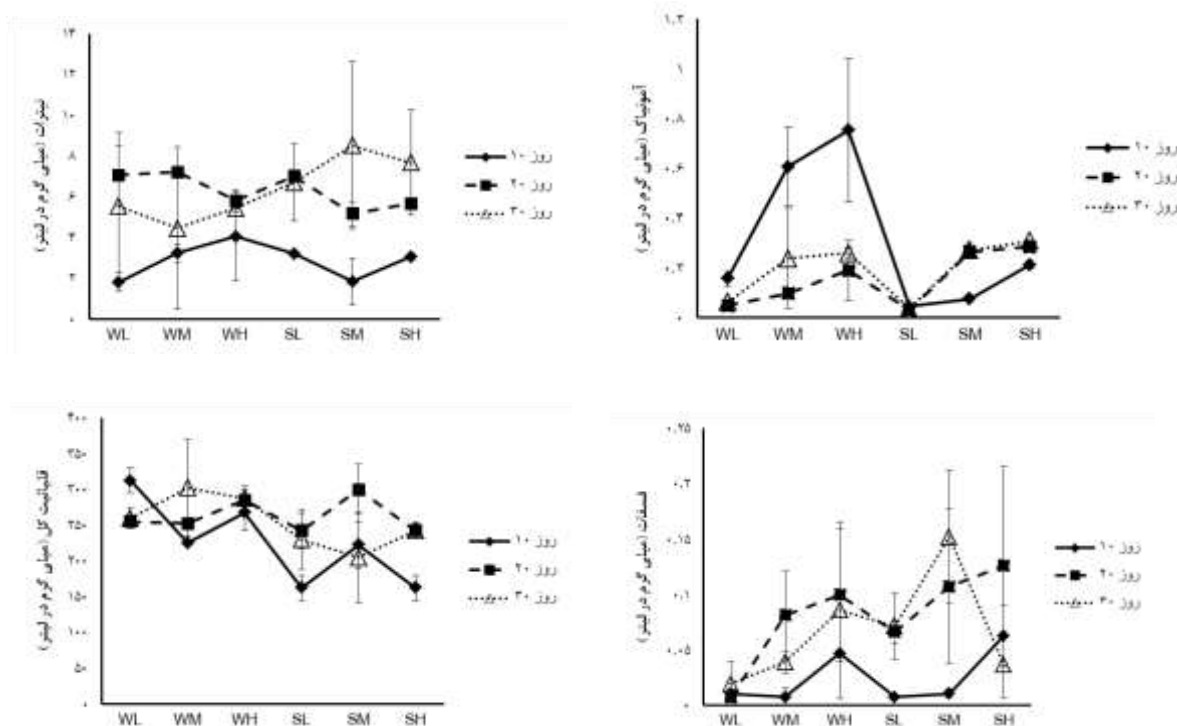 نیترات (میلی گرم در لیتر)
۱۴
۱۲
۱۰
۸
۶
۴
۲
۰
WL WM WH SL SM SH
۱۰ روز
۲۰ روز
۳۰ روز
آمونیاک (میلی گرم در لیتر)
۱.۲
۱
۰.۸
۰.۶
۰.۴
۰.۲
۰
WL WM WH SL SM SH
۱۰ روز
۲۰ روز
۳۰ روز
قلیائیت کل (میلی گرم در لیتر)
۴۰۰
۳۵۰
۳۰۰
۲۵۰
۲۰۰
۱۵۰
۱۰۰
۵۰
۰
WL WM WH SL SM SH
۱۰ روز
۲۰ روز
۳۰ روز
فسفات (میلی گرم در لیتر)
۰.۲۵
۰.۲
۰.۱۵
۰.۱
۰.۰۵
۰
WL WM WH SL SM SH
۱۰ روز
۲۰ روز
۳۰ روز